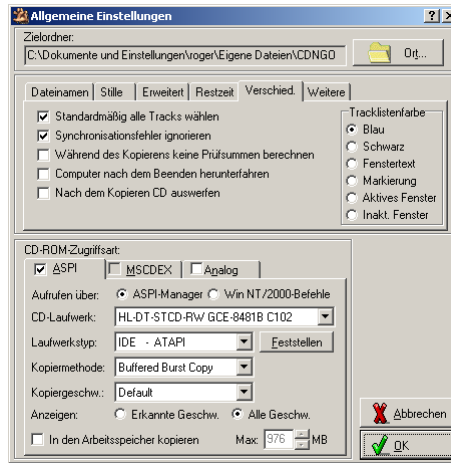 Allgemeine Einstellungen
Zielordner:
C:\Dokumente und Einstellungen\roger\Eigene Dateien\CDNGO
Ort...
Dateinamen Stille Erweitert Restzeit Verschied. Weitere
Standardmäßig alle Tracks wählen
Synchronisationsfehler ignorieren
Während des Kopierens keine Prüfsummen berechnen
Computer nach dem Beenden herunterfahren
Nach dem Kopieren CD auswerfen
Tracklistenfarbe
Blau
Schwarz
Fenstertext
Markierung
Aktives Fenster
Inakt. Fenster
CD-ROM-Zugriffsart:
ASPI MSCDEX Analog
Aufrufen über: ASPI-Manager Win NT/2000-Befehle
CD-Laufwerk: HL-DT-STCD-RW GCE-8481B C102
Laufwerkstyp: IDE - ATAPI Feststellen
Kopiermethode: Buffered Burst Copy
Kopiergeschw.: Default
Anzeigen: Erkannte Geschw. Alle Geschw.
In den Arbeitsspeicher kopieren Max: 976 MB
Abbrechen
OK